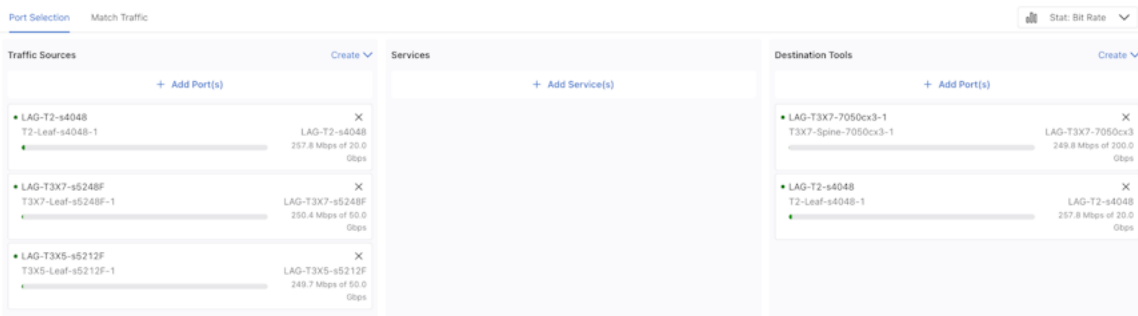 Port Selection
Match Traffic
Stat: Bit Rate
Traffic Sources
Create
+ Add Port(s)
LAG-T2-s4048
T2-Leaf-s4048-1
LAG-T2-s4048
257.8 Mbps of 20.0
Gbps
LAG-T3X7-s5248F
T3X7-Leaf-s5248F-1
LAG-T3X7-s5248F
250.4 Mbps of 50.0
Gbps
LAG-T3X5-s5212F
T3X5-Leaf-s5212F-1
LAG-T3X5-s5212F
249.7 Mbps of 50.0
Gbps
Services
+ Add Service(s)
Destination Tools
Create
+ Add Port(s)
LAG-T3X7-7050cx3-1
T3X7-Spine-7050cx3-1
LAG-T3X7-7050cx3
249.8 Mbps of 200.0
Gbps
LAG-T2-s4048
T2-Leaf-s4048-1
LAG-T2-s4048
257.8 Mbps of 20.0
Gbps